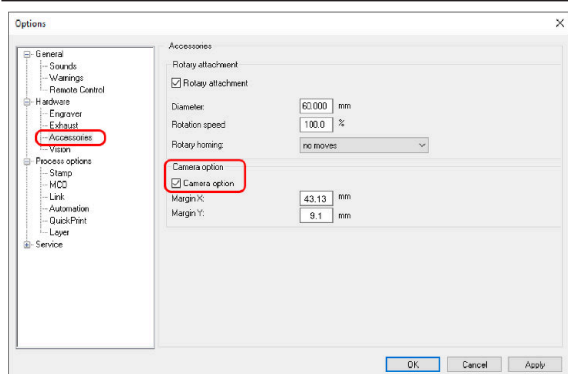 Options
General
Sounds
Warnings
Remote Control
Hardware
Engraver
Exhaust
Accessories
Vision
Process options
Stamp
MCO
Link
Automation
QuickPrint
Layer
Service
Accessories
Rotary attachment
Rotary attachment
Diameter: 60.000 mm
Rotation speed 100.0 %
Rotary homing: no moves
Camera option
Camera option
Margin X: 43.13 mm
Margin Y: 9.1 mm
OK Cancel Apply